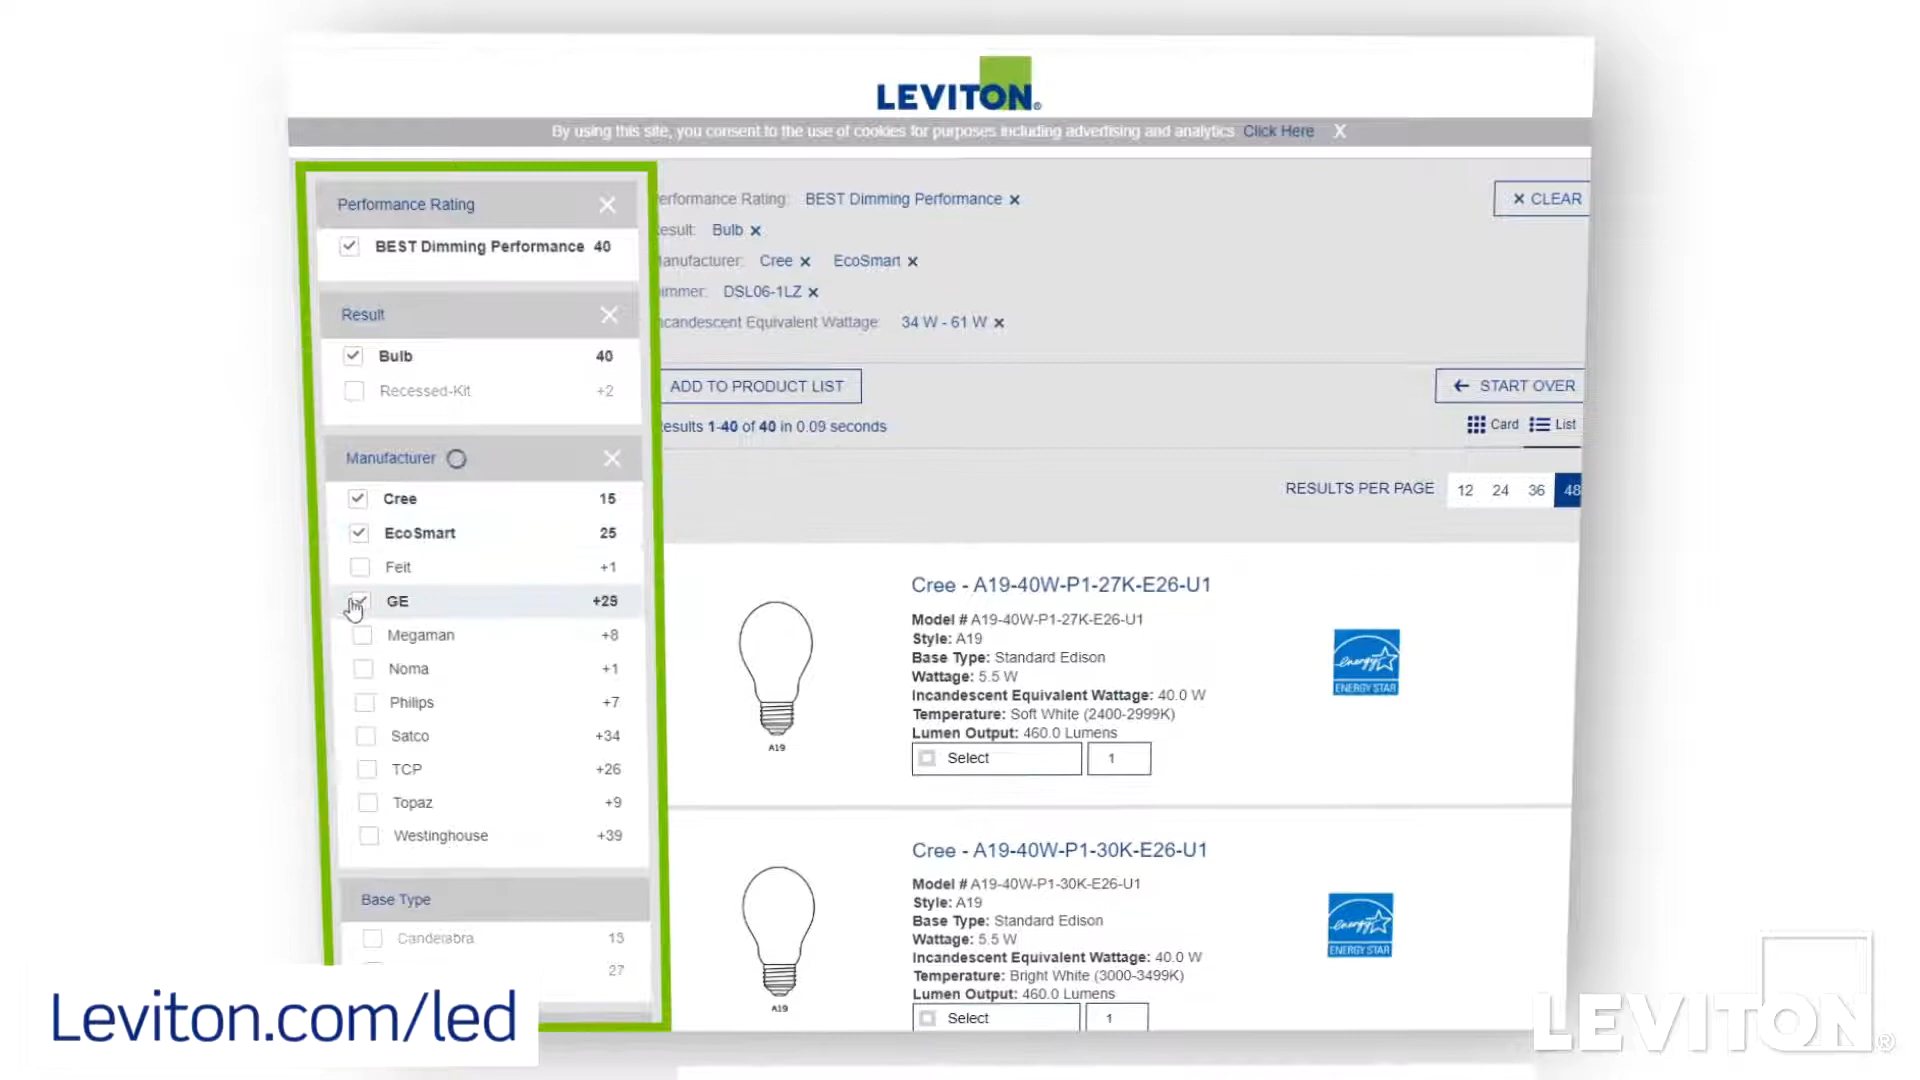 LEVITON®
By using this site, you consent to the use of cookies for purposes including advertising and analytics Click Here X
Performance Rating
BEST Dimming Performance 40
Result
Bulb 40
Recessed-Kit +2
Manufacturer
Cree 15
EcoSmart 25
Feit +1
GE +29
Megaman +8
Noma +1
Philips +7
Satco +34
TCP +26
Topaz +9
Westinghouse +39
Base Type
Canderabra 15
27
erformance Rating: BEST Dimming Performance ×
esult: Bulb ×
anufacturer: Cree × EcoSmart ×
immer: DSL06-1LZ ×
ncandescent Equivalent Wattage: 34 W - 61 W ×
× CLEAR
ADD TO PRODUCT LIST
← START OVER
esults 1-40 of 40 in 0.09 seconds
Card List
RESULTS PER PAGE 12 24 36 48
Cree - A19-40W-P1-27K-E26-U1
Model # A19-40W-P1-27K-E26-U1
Style: A19
Base Type: Standard Edison
Wattage: 5.5 W
Incandescent Equivalent Wattage: 40.0 W
Temperature: Soft White (2400-2999K)
Lumen Output: 460.0 Lumens
Select 1
A19
energy
ENERGY STAR
Cree - A19-40W-P1-30K-E26-U1
Model # A19-40W-P1-30K-E26-U1
Style: A19
Base Type: Standard Edison
Wattage: 5.5 W
Incandescent Equivalent Wattage: 40.0 W
Temperature: Bright White (3000-3499K)
Lumen Output: 460.0 Lumens
Select 1
A19
energy
ENERGY STAR
Leviton.com/led
LEVITON®